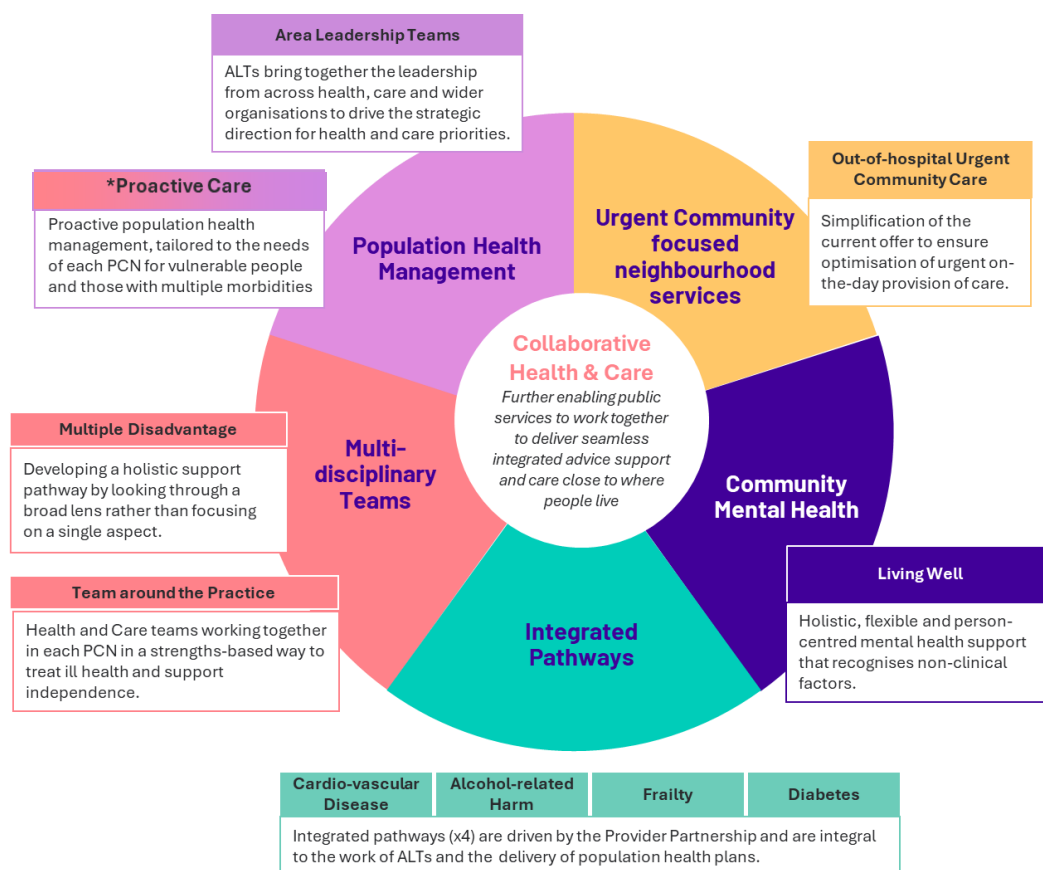 Area Leadership Teams
ALTs bring together the leadership
from across health, care and wider
organisations to drive the strategic
direction for health and care priorities.
*Proactive Care
Proactive population health
management, tailored to the needs
of each PCN for vulnerable people
and those with multiple morbidities
Population Health
Management
Urgent Community
focused
neighbourhood
services
Out-of-hospital Urgent
Community Care
Simplification of the
current offer to ensure
optimisation of urgent on-
the-day provision of care.
Collaborative
Health & Care
Further enabling public
services to work together
to deliver seamless
integrated advice support
and care close to where
people live
Multiple Disadvantage
Developing a holistic support
pathway by looking through a
broad lens rather than focusing
on a single aspect.
Multi-
disciplinary
Teams
Community
Mental Health
Team around the Practice
Health and Care teams working together
in each PCN in a strengths-based way to
treat ill health and support
independence.
Living Well
Holistic, flexible and person-
centred mental health support
that recognises non-clinical
factors.
Integrated
Pathways
Cardio-vascular
Disease
Alcohol-related
Harm
Frailty
Diabetes
Integrated pathways (x4) are driven by the Provider Partnership and are integral
to the work of ALTs and the delivery of population health plans.